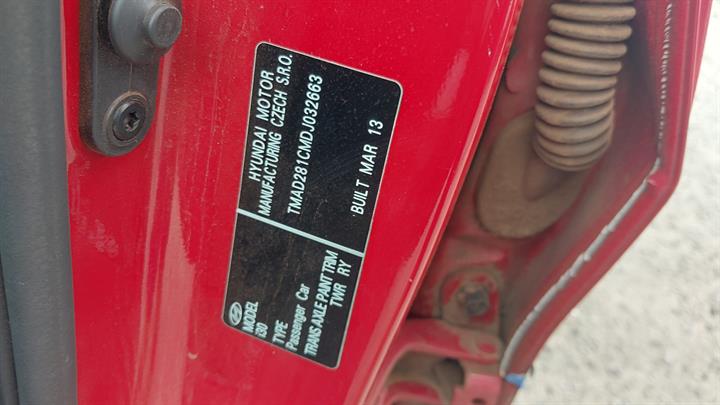 HYUNDAI MOTOR
MANUFACTURING CZECH S.R.O.
TMAD281CMDJ032663
BUILT MAR 13
MODEL
i30
TYPE
Passenger Car
TRANS AXLE PAINT TRIM
TWR RY